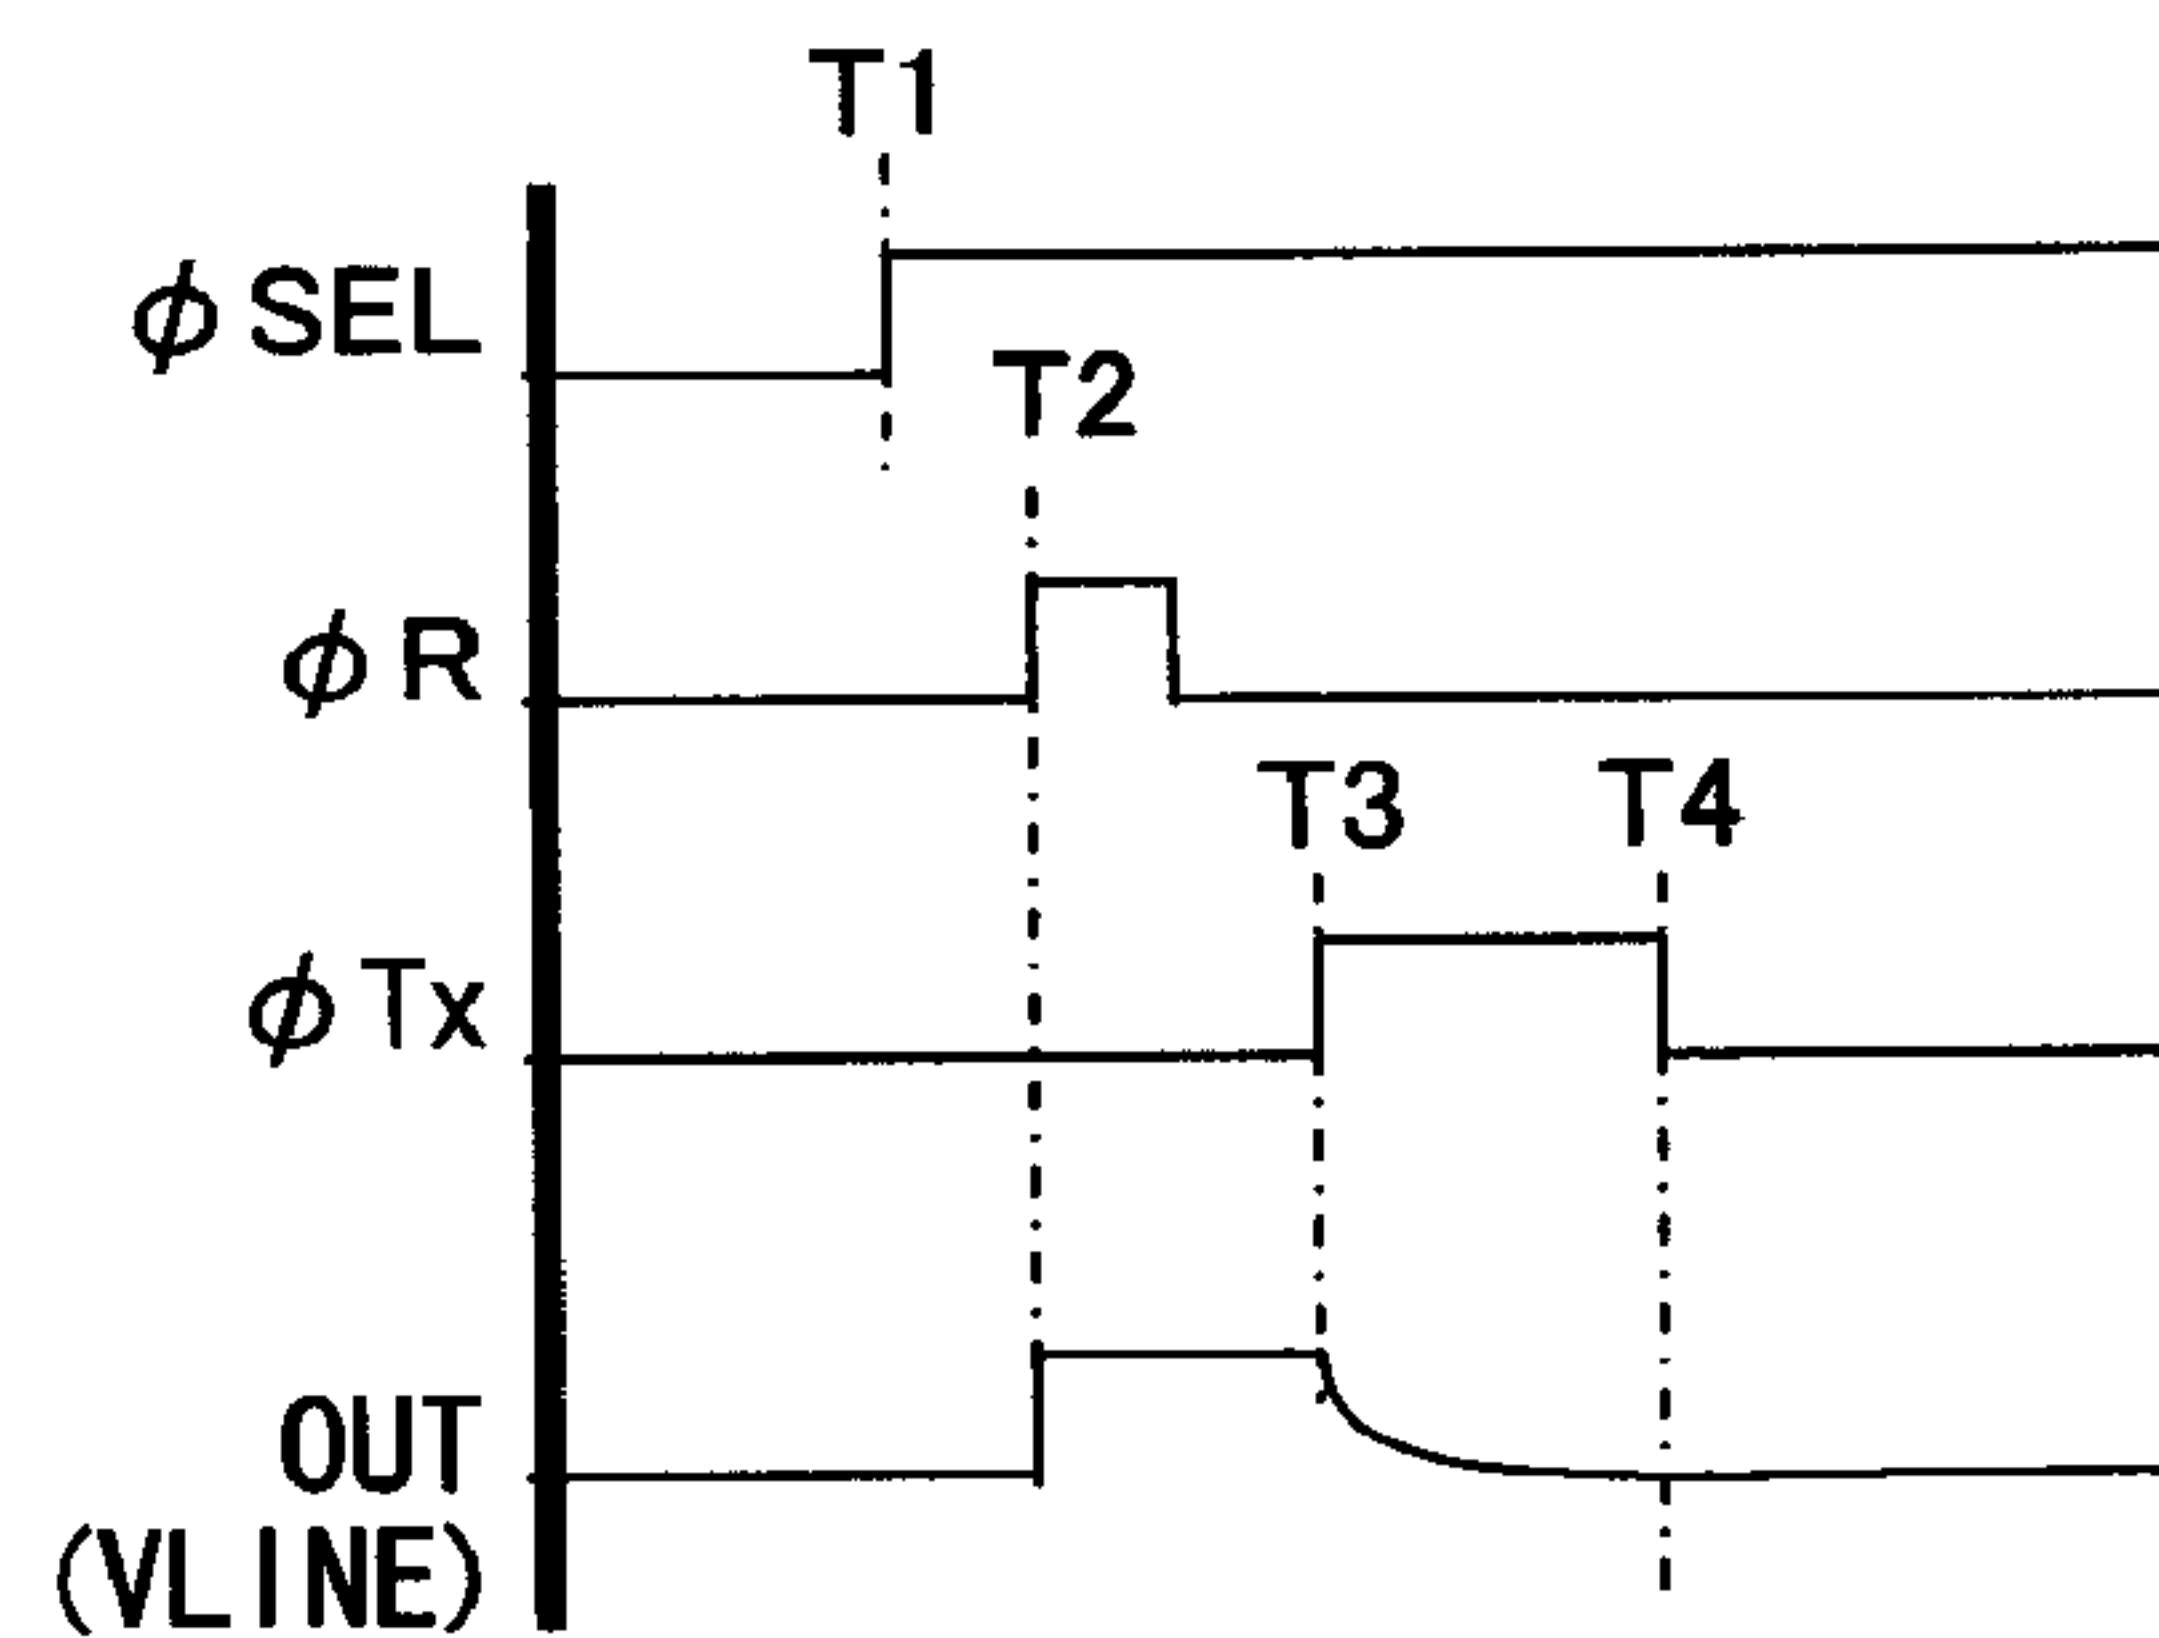 T1
φSEL
T2
φR
T3 T4
φTx
OUT
(VLINE)